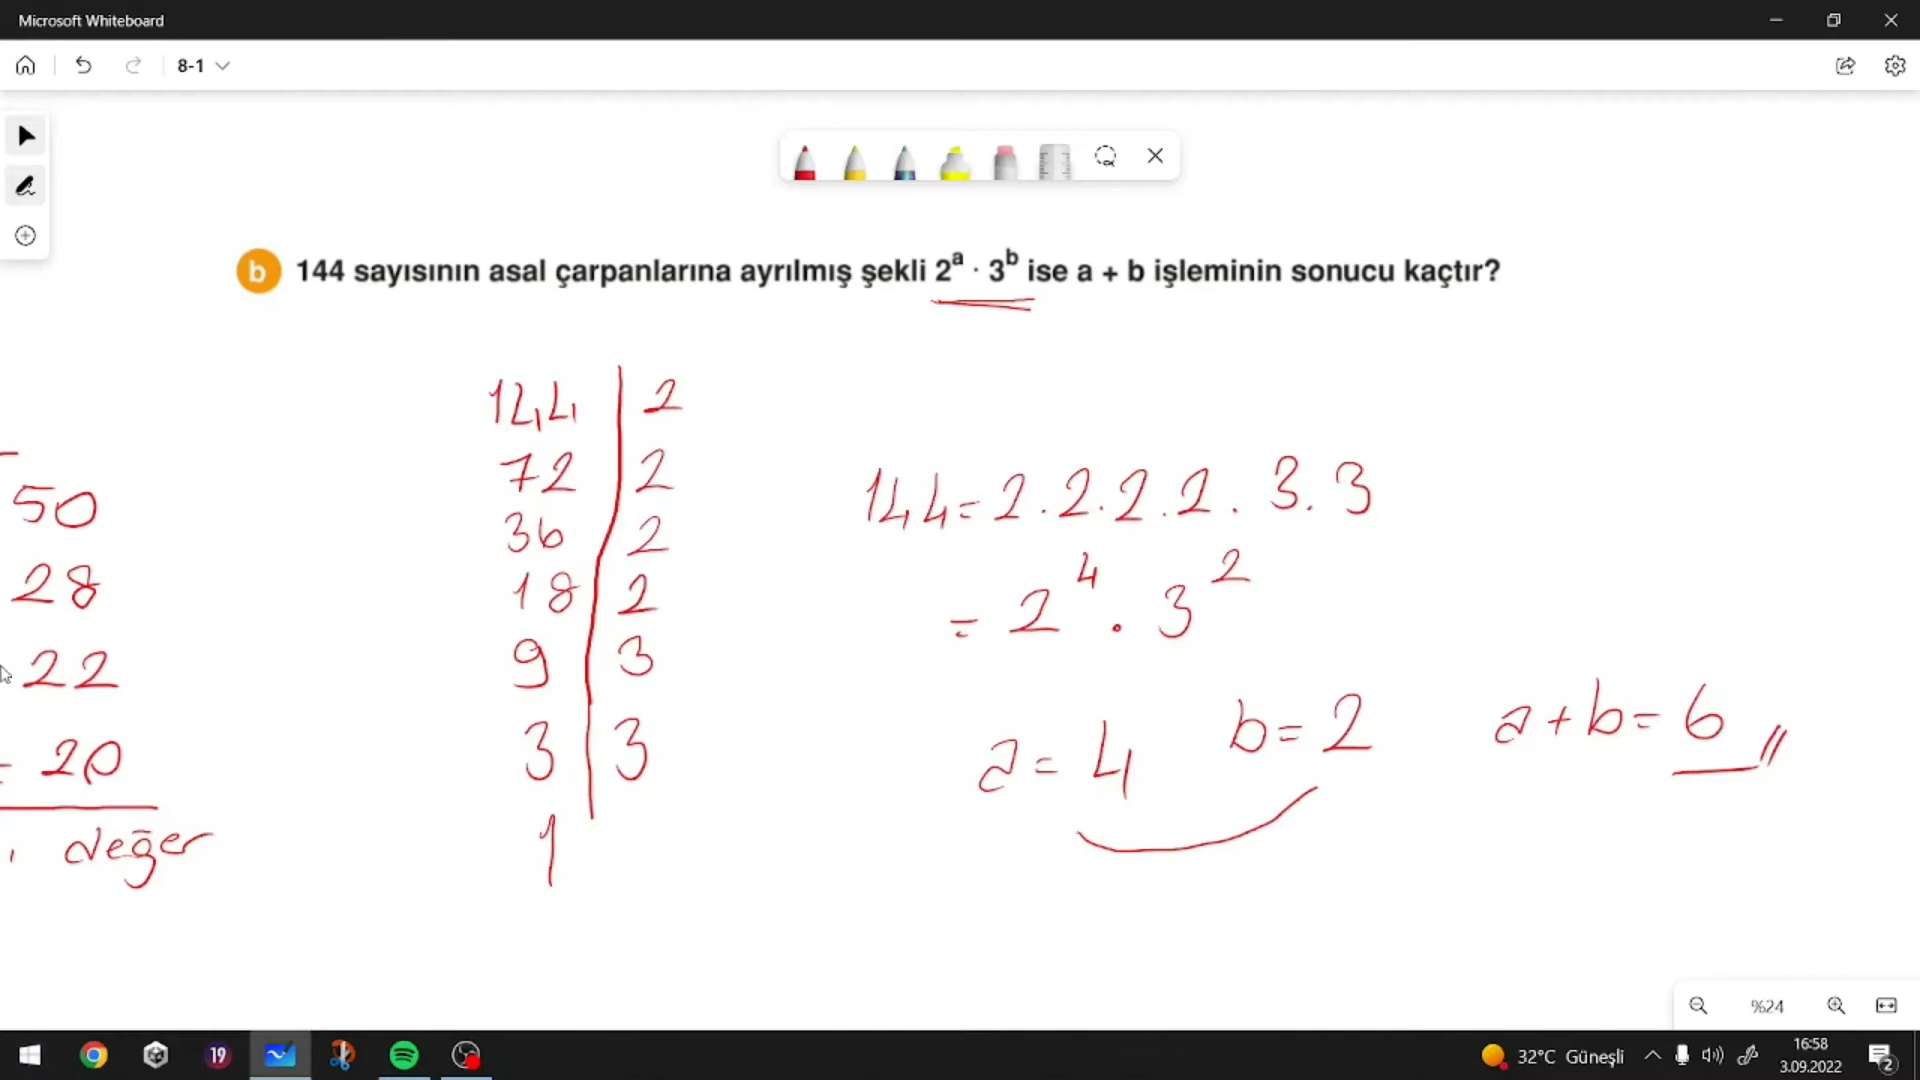 Microsoft Whiteboard
8-1
b 144 sayısının asal çarpanlarına ayrılmış şekli 2^a · 3^b ise a + b işleminin sonucu kaçtır?
50
28
22
= 20
değer
144 | 2
72 | 2
36 | 2
18 | 2
9 | 3
3 | 3
1
144 = 2 . 2 . 2 . 2 . 3 . 3
= 2^4 . 3^2
a = 4 b = 2 a + b = 6
%24
19
32°C Güneşli
16:58
3.09.2022
2